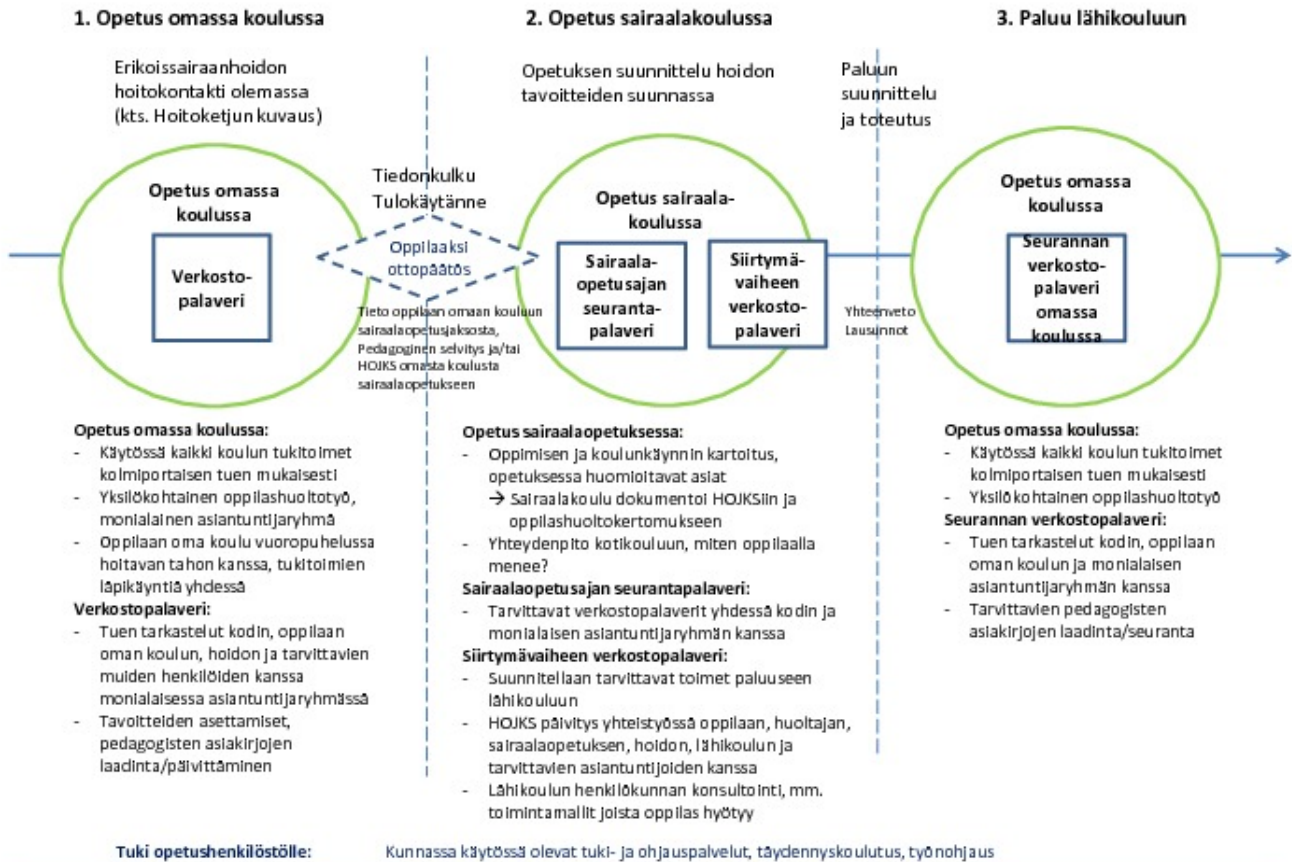 1. Opetus omassa koulussa
2. Opetus sairaalakoulussa
3. Paluu lähikouluun
Erikoissairaanhoidon
hoitokontakti olemassa
(kts. Hoitoketjun kuvaus)
Opetuksen suunnittelu hoidon
tavoitteiden suunnassa
Paluun
suunnittelu
ja toteutus
Opetus omassa
koulussa
Verkosto-
palaveri
Tiedonkulku
Tulokäytänne
Oppilaaksi
ottopäätös
Tieto oppilaan omaan kouluun
sairaalaopetusjaksosta,
Pedagoginen selvitys ja/tai
HOJKS omasta koulusta
sairaalaopetukseen
Opetus sairaala-
koulussa
Sairaala-
opetusajan
seuranta-
palaveri
Siirtymä-
vaiheen
verkosto-
palaveri
Yhteenveto
Lausunnot
Opetus omassa
koulussa
Seurannan
verkosto-
palaveri
omassa
koulussa
Opetus omassa koulussa:
- Käytössä kaikki koulun tukitoimet
kolmiportaisen tuen mukaisesti
- Yksilökohtainen oppilashuoltotyö,
monialainen asiantuntijaryhmä
- Oppilaan oma koulu vuoropuhelussa
hoitavan tahon kanssa, tukitoimien
läpikäyntiä yhdessä
Verkostopalaveri:
- Tuen tarkastelut kodin, oppilaan
oman koulun, hoidon ja tarvittavien
muiden henkilöiden kanssa
monialaisessa asiantuntijaryhmässä
- Tavoitteiden asettamiset,
pedagogisten asiakirjojen
laadinta/päivittäminen
Opetus sairaalaopetuksessa:
- Oppimisen ja koulunkäynnin kartoitus,
opetuksessa huomioitavat asiat
→ Sairaalakoulu dokumentoi HOJKSiin ja
oppilashuoltokertomukseen
- Yhteydenpito kotikouluun, miten oppilaalla
menee?
Sairaalaopetusajan seurantapalaveri:
- Tarvittavat verkostopalaverit yhdessä kodin ja
monialaisen asiantuntijaryhmän kanssa
Siirtymävaiheen verkostopalaveri:
- Suunnitellaan tarvittavat toimet paluuseen
lähikouluun
- HOJKS päivitys yhteistyössä oppilaan, huoltajan,
sairaalaopetuksen, hoidon, lähikoulun ja
tarvittavien asiantuntijoiden kanssa
- Lähikoulun henkilökunnan konsultointi, mm.
toimintamallit joista oppilas hyötyy
Opetus omassa koulussa:
- Käytössä kaikki koulun tukitoimet
kolmiportaisen tuen mukaisesti
- Yksilökohtainen oppilashuoltotyö
Seurannan verkostopalaveri:
- Tuen tarkastelut kodin, oppilaan
oman koulun ja monialaisen
asiantuntijaryhmän kanssa
- Tarvittavien pedagogisten
asiakirjojen laadinta/seuranta
Tuki opetushenkilöstölle: Kunnassa käytössä olevat tuki- ja ohjauspalvelut, täydennyskoulutus, työnohjaus